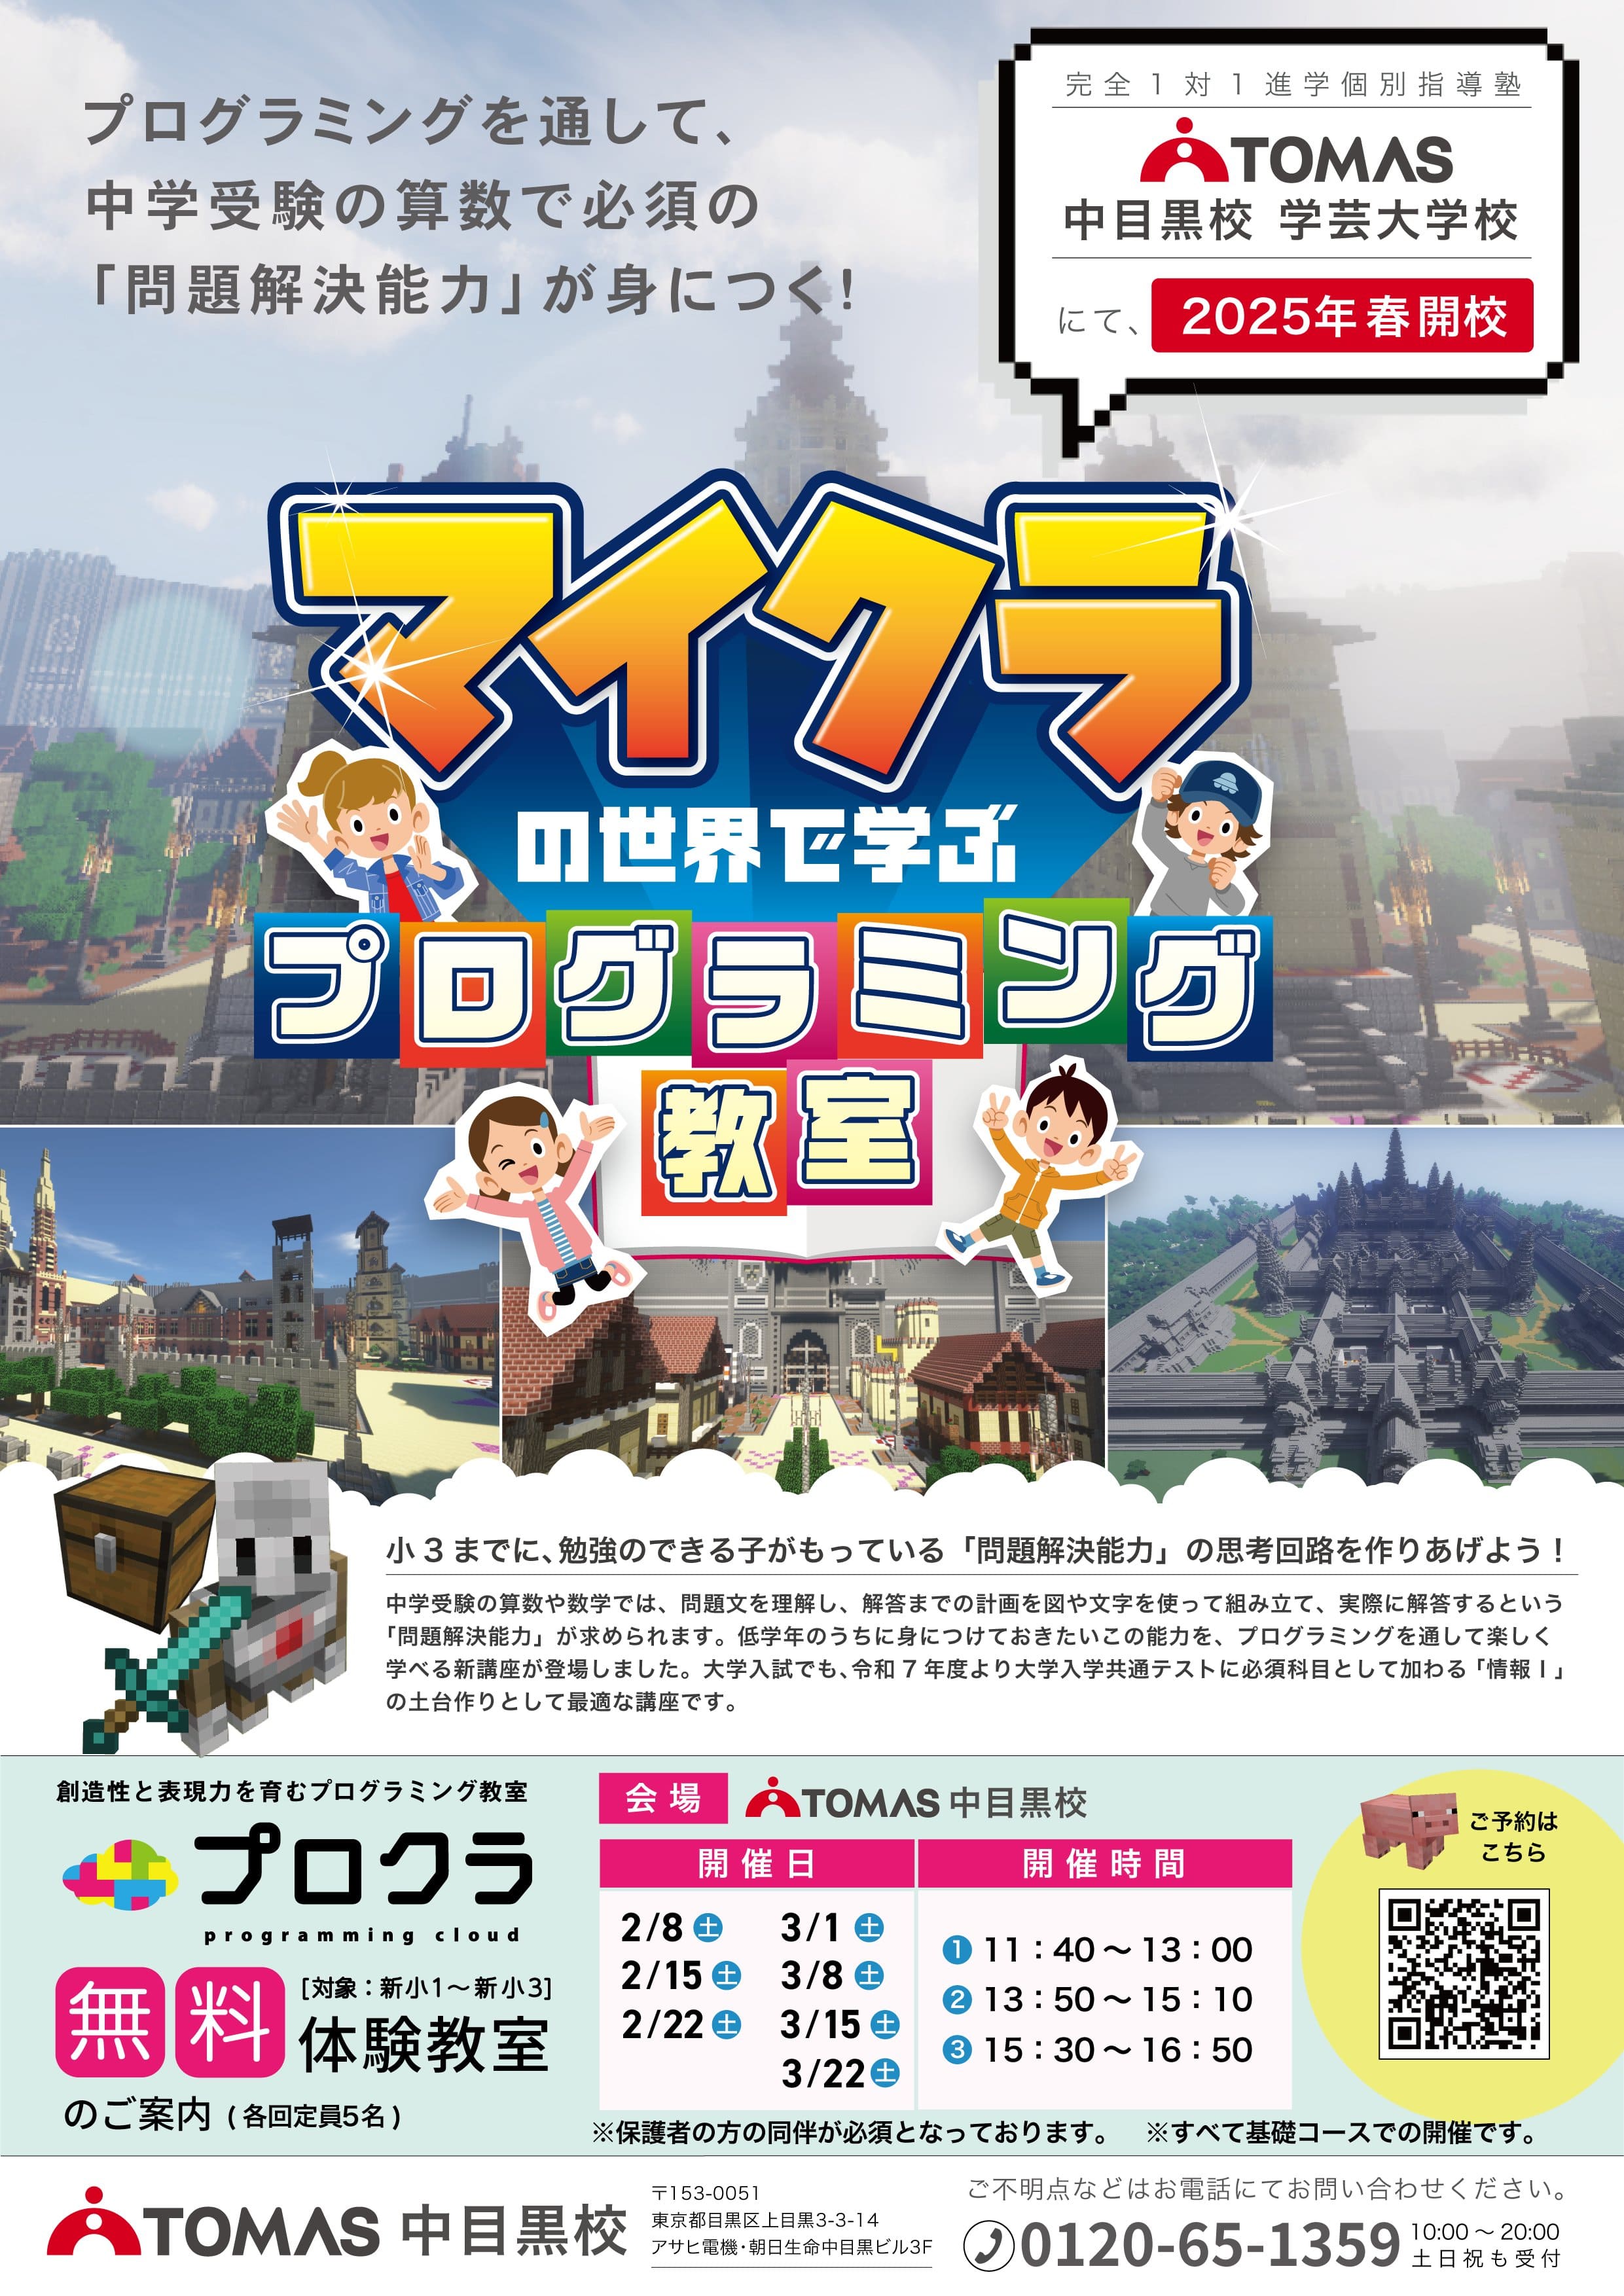 プログラミングを通して、
中学受験の算数で必須の
「問題解決能力」が身につく!
完全1対1進学個別指導塾
TOMAS
中目黒校 学芸大学校
にて、2025年春開校
マイクラ
の世界で学ぶ
プログラミング
教室
小3までに、勉強のできる子がもっている「問題解決能力」の思考回路を作りあげよう！
中学受験の算数や数学では、問題文を理解し、解答までの計画を図や文字を使って組み立て、実際に解答するという
「問題解決能力」が求められます。低学年のうちに身につけておきたいこの能力を、プログラミングを通して楽しく
学べる新講座が登場しました。大学入試でも、令和7年度より大学入学共通テストに必須科目として加わる「情報Ⅰ」
の土台作りとして最適な講座です。
創造性と表現力を育むプログラミング教室
プロクラ
programming cloud
無料
[対象：新小1～新小3]
体験教室
のご案内 (各回定員5名)
会場 TOMAS 中目黒校
開催日 開催時間
2/8土 3/1土
2/15土 3/8土
2/22土 3/15土
3/22土
❶ 11：40～13：00
❷ 13：50～15：10
❸ 15：30～16：50
ご予約は
こちら
※保護者の方の同伴が必須となっております。 ※すべて基礎コースでの開催です。
TOMAS 中目黒校
〒153-0051
東京都目黒区上目黒3-3-14
アサヒ電機・朝日生命中目黒ビル3F
ご不明点などはお電話にてお問い合わせください。
0120-65-1359
10:00～20:00
土日祝も受付